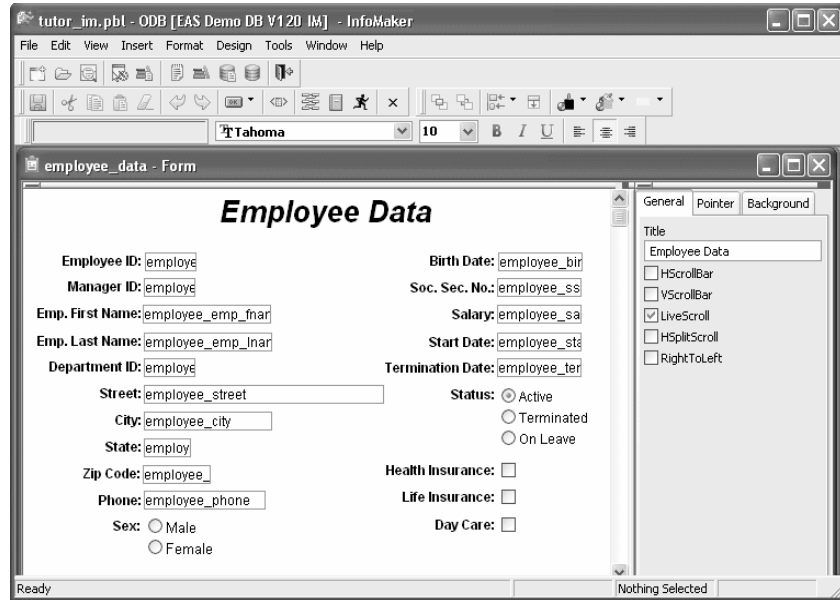 tutor_im.pbl - ODB [EAS Demo DB V120 IM] - InfoMaker
File Edit View Insert Format Design Tools Window Help
Tahoma 10 B I U
employee_data - Form
Employee Data
Employee ID: employe
Manager ID: employe
Emp. First Name: employee_emp_fnar
Emp. Last Name: employee_emp_lnar
Department ID: employe
Street: employee_street
City: employee_city
State: employ
Zip Code: employee_
Phone: employee_phone
Sex: Male
Female
Birth Date: employee_bir
Soc. Sec. No.: employee_ss
Salary: employee_sa
Start Date: employee_sta
Termination Date: employee_ter
Status: Active
Terminated
On Leave
Health Insurance:
Life Insurance:
Day Care:
General Pointer Background
Title
Employee Data
HScrollBar
VScrollBar
LiveScroll
HSplitScroll
RightToLeft
Ready
Nothing Selected